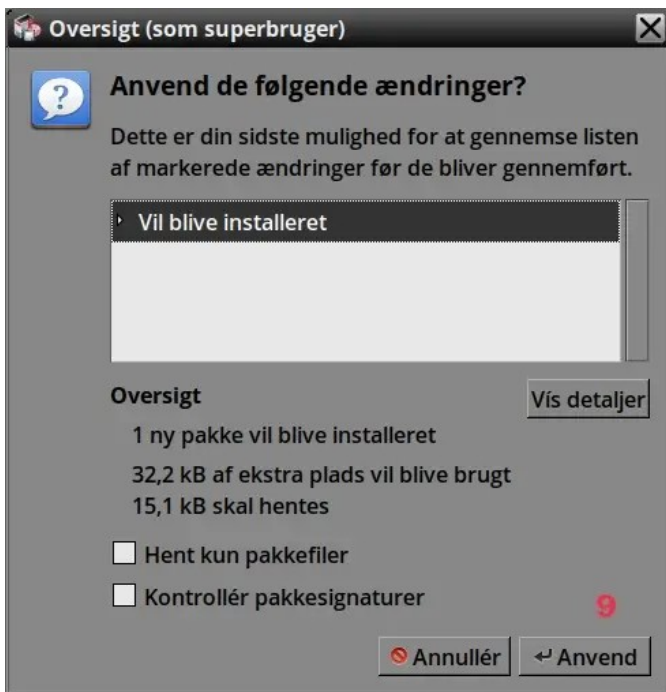 Oversigt (som superbruger)
Anvend de følgende ændringer?
Dette er din sidste mulighed for at gennemse listen
af markerede ændringer før de bliver gennemført.
Vil blive installeret
Oversigt
Vís detaljer
1 ny pakke vil blive installeret
32,2 kB af ekstra plads vil blive brugt
15,1 kB skal hentes
Hent kun pakkefiler
Kontrollér pakkesignaturer
9
Annullér
Anvend